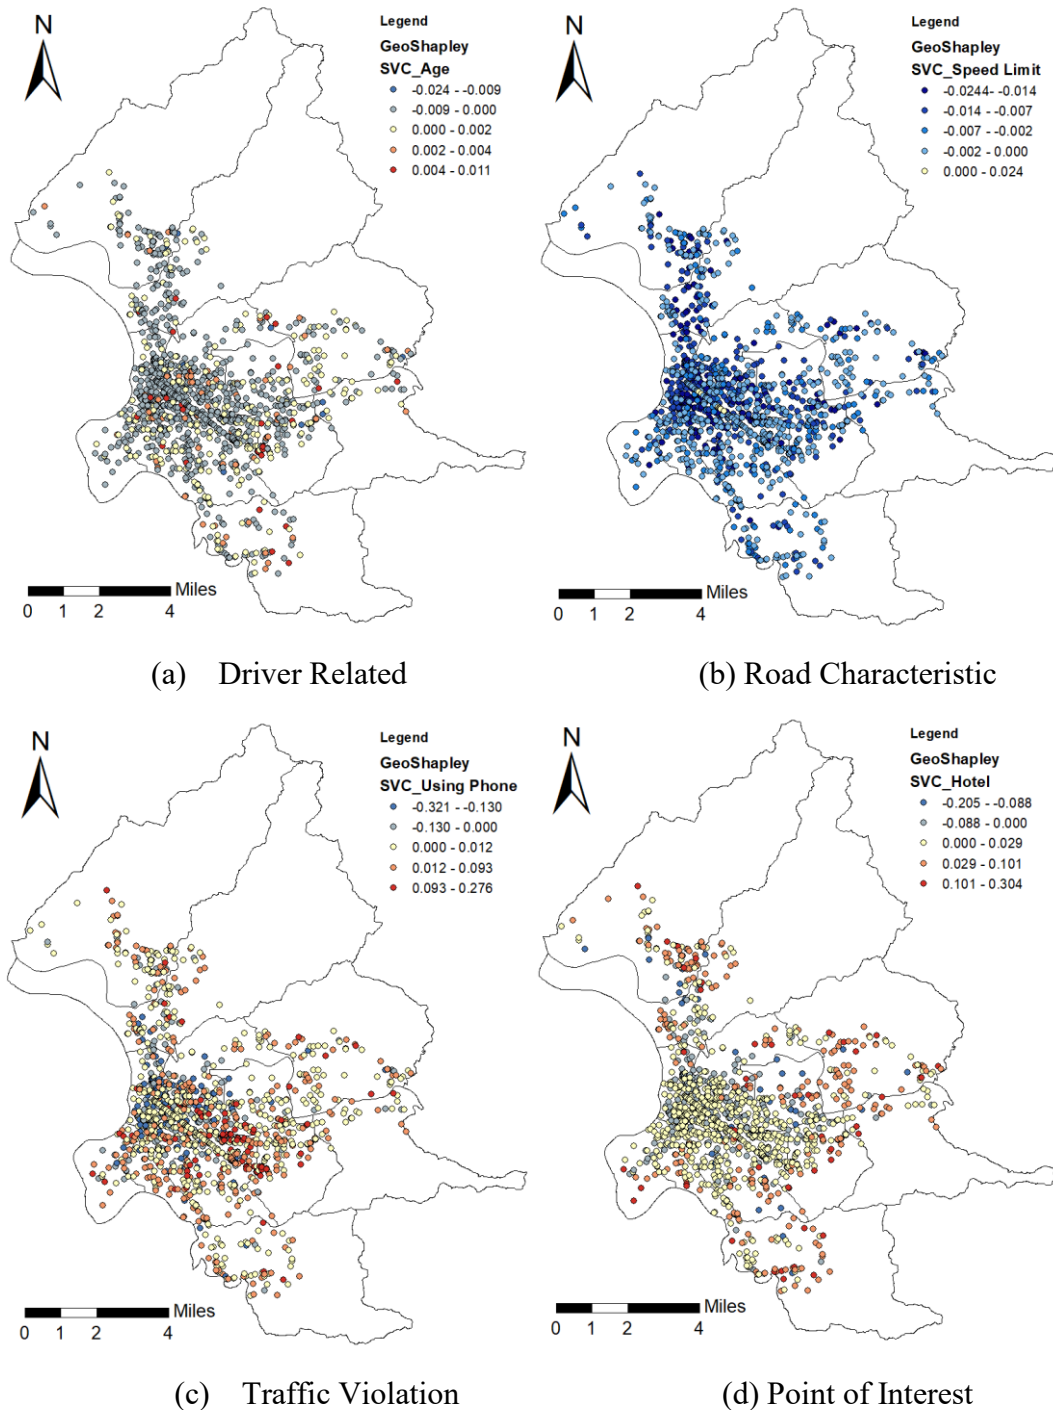 N
Legend
GeoShapley
SVC_Age
-0.024 - -0.009
-0.009 - 0.000
0.000 - 0.002
0.002 - 0.004
0.004 - 0.011
Miles
0 1 2 4
(a) Driver Related
N
Legend
GeoShapley
SVC_Speed Limit
-0.0244- -0.014
-0.014 - -0.007
-0.007 - -0.002
-0.002 - 0.000
0.000 - 0.024
Miles
0 1 2 4
(b) Road Characteristic
N
Legend
GeoShapley
SVC_Using Phone
-0.321 - -0.130
-0.130 - 0.000
0.000 - 0.012
0.012 - 0.093
0.093 - 0.276
Miles
0 1 2 4
(c) Traffic Violation
N
Legend
GeoShapley
SVC_Hotel
-0.205 - -0.088
-0.088 - 0.000
0.000 - 0.029
0.029 - 0.101
0.101 - 0.304
Miles
0 1 2 4
(d) Point of Interest